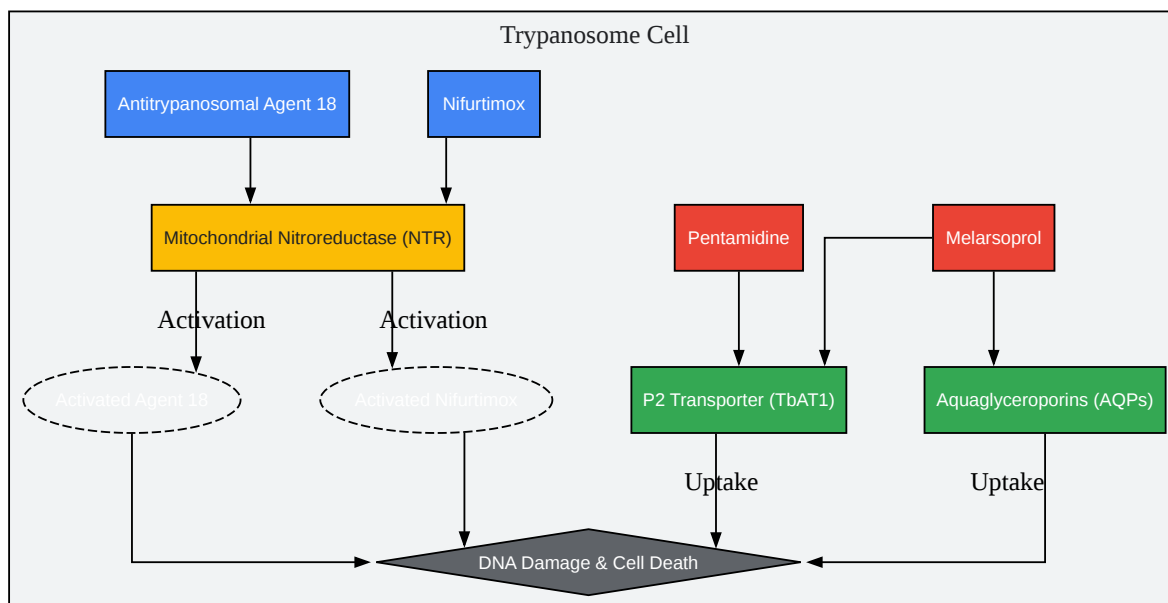 Trypanosome Cell
Antitrypanosomal Agent 18
Nifurtimox
Mitochondrial Nitroreductase (NTR)
Pentamidine
Melarsoprol
Activation
Activation
Activated Agent 18
Activated Nifurtimox
P2 Transporter (TbAT1)
Aquaglyceroporins (AQPs)
Uptake
Uptake
DNA Damage & Cell Death